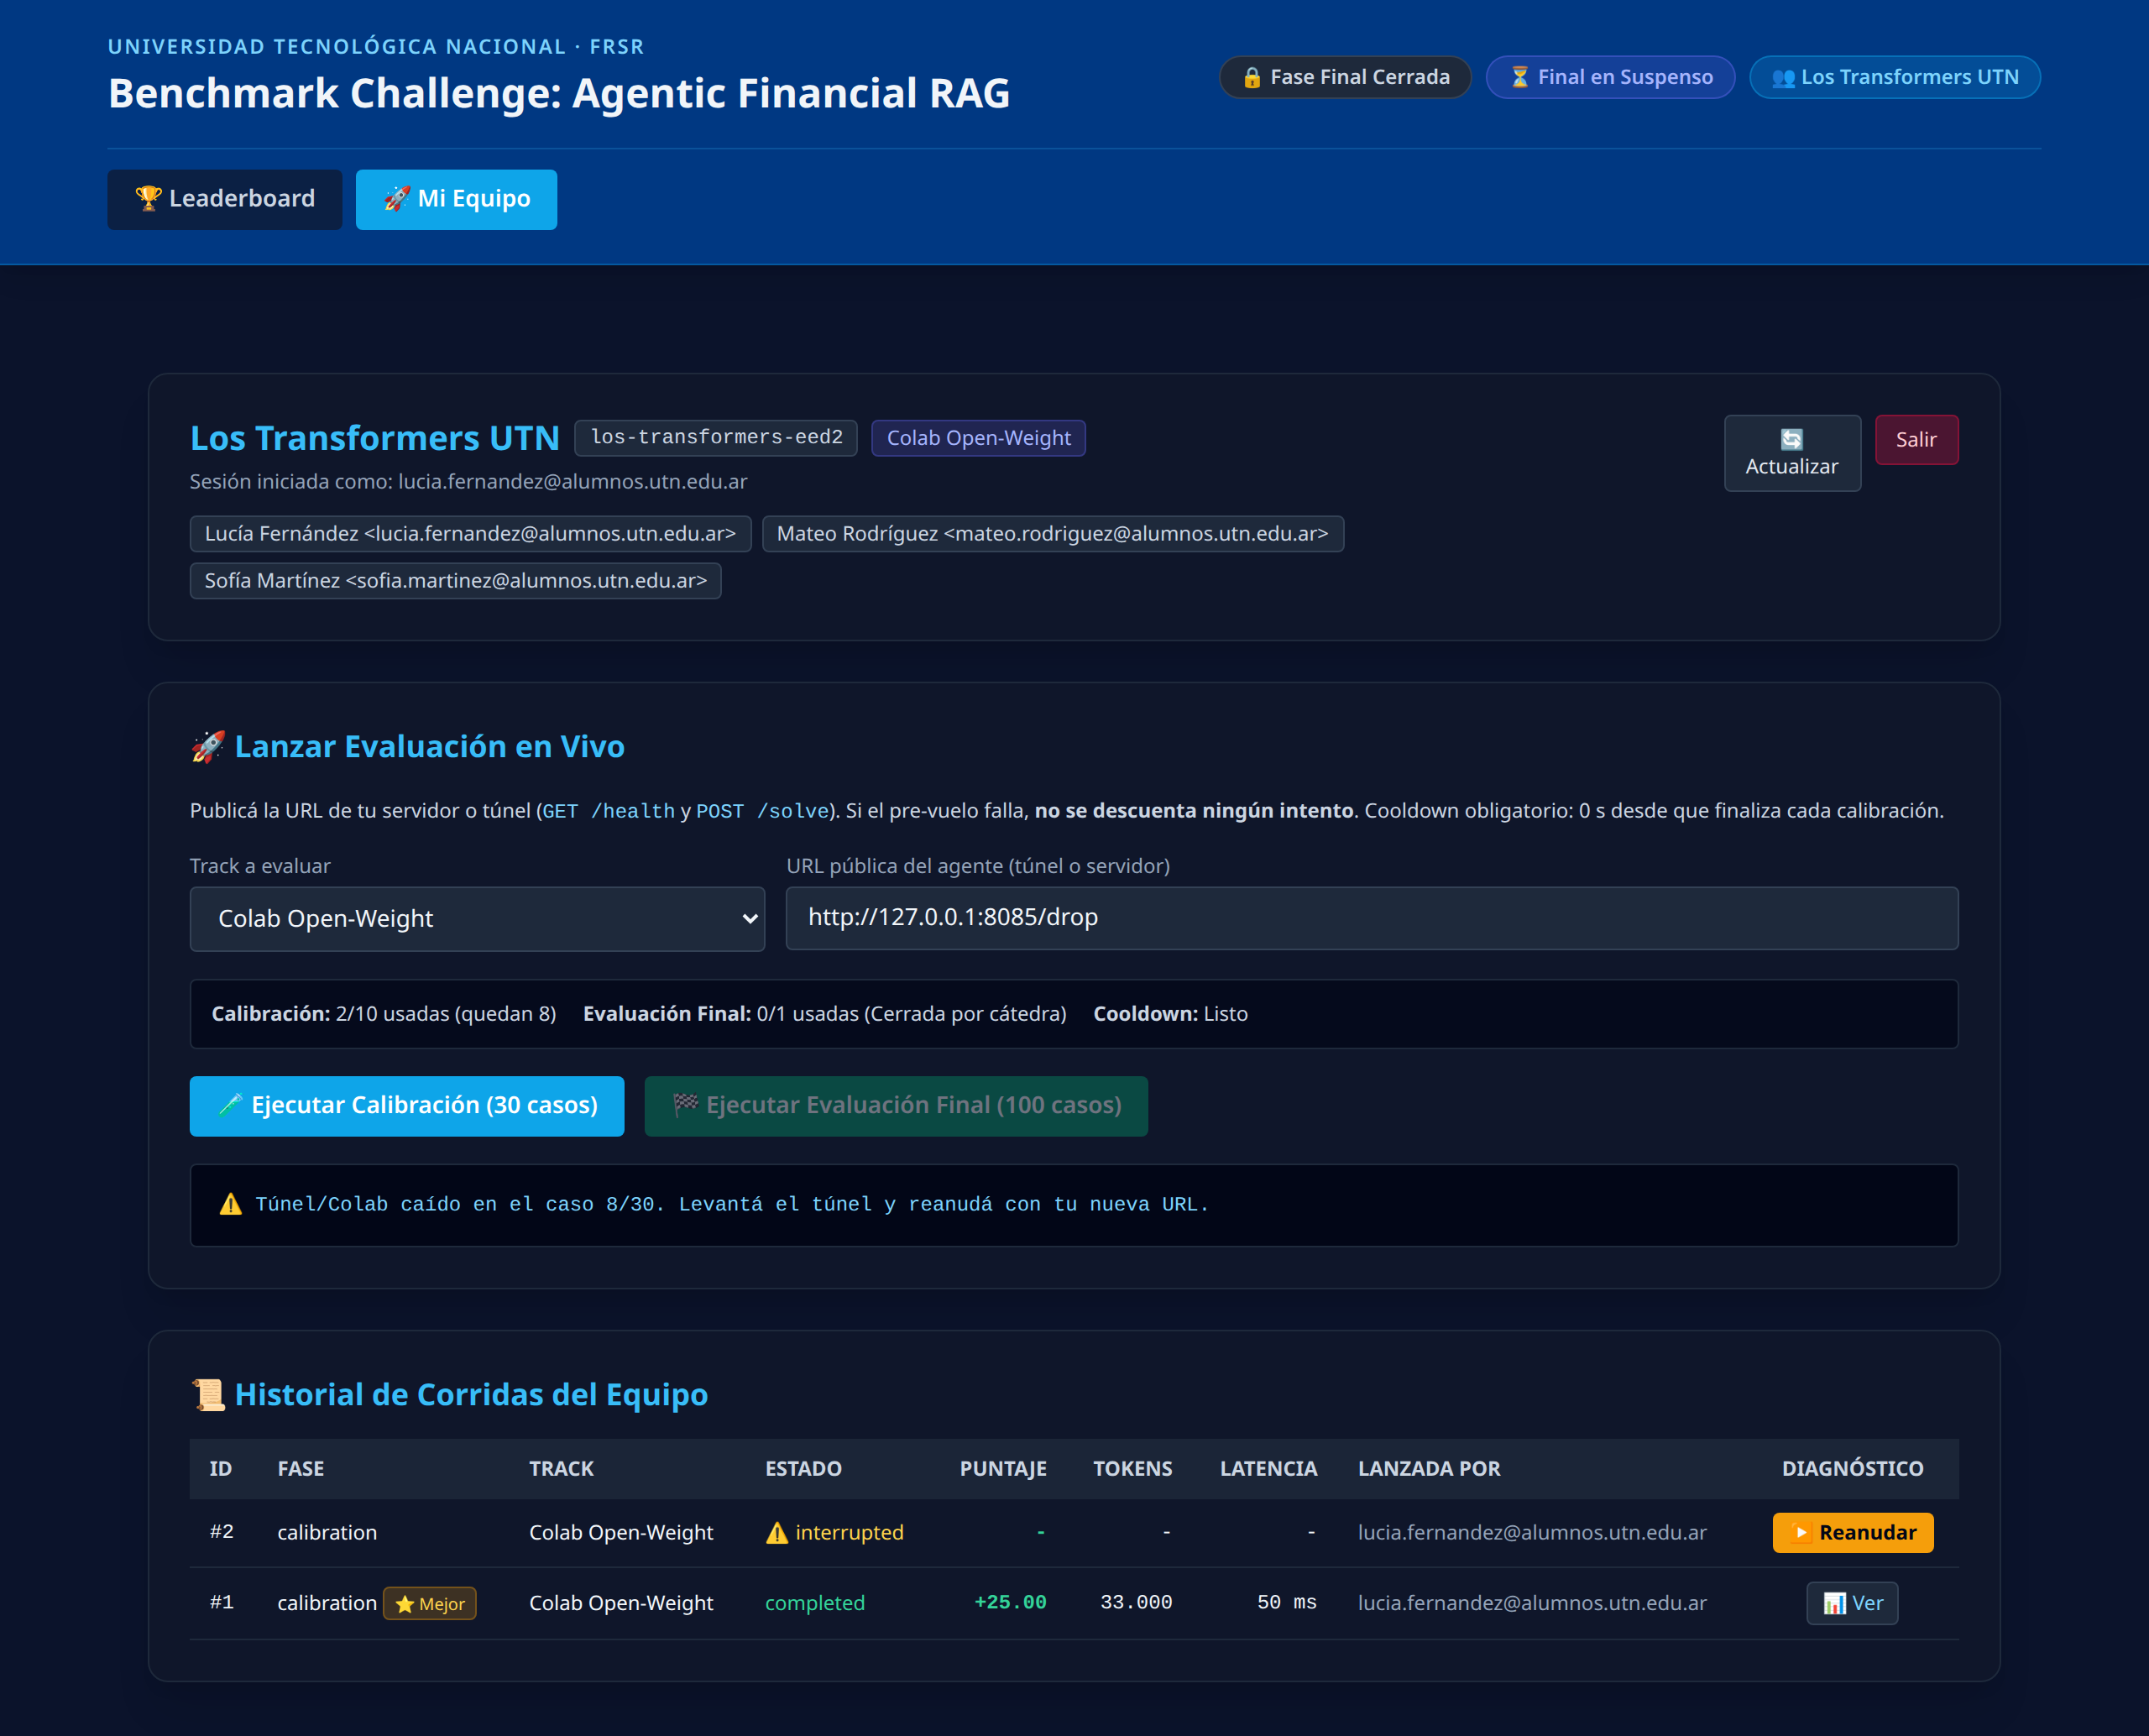 UNIVERSIDAD TECNOLÓGICA NACIONAL · FRSR
Benchmark Challenge: Agentic Financial RAG
🔒 Fase Final Cerrada
⏳ Final en Suspenso
👥 Los Transformers UTN
🏆 Leaderboard
🚀 Mi Equipo
Los Transformers UTN
los-transformers-eed2
Colab Open-Weight
🔄 Actualizar
Salir
Sesión iniciada como: lucia.fernandez@alumnos.utn.edu.ar
Lucía Fernández <lucia.fernandez@alumnos.utn.edu.ar>
Mateo Rodríguez <mateo.rodriguez@alumnos.utn.edu.ar>
Sofía Martínez <sofia.martinez@alumnos.utn.edu.ar>
🚀 Lanzar Evaluación en Vivo
Publicá la URL de tu servidor o túnel (GET /health y POST /solve). Si el pre-vuelo falla, no se descuenta ningún intento. Cooldown obligatorio: 0 s desde que finaliza cada calibración.
Track a evaluar
URL pública del agente (túnel o servidor)
Colab Open-Weight
http://127.0.0.1:8085/drop
Calibración: 2/10 usadas (quedan 8) Evaluación Final: 0/1 usadas (Cerrada por cátedra) Cooldown: Listo
🧪 Ejecutar Calibración (30 casos)
🏁 Ejecutar Evaluación Final (100 casos)
⚠️ Túnel/Colab caído en el caso 8/30. Levantá el túnel y reanudá con tu nueva URL.
📜 Historial de Corridas del Equipo
ID FASE TRACK ESTADO PUNTAJE TOKENS LATENCIA LANZADA POR DIAGNÓSTICO
#2 calibration Colab Open-Weight ⚠️ interrupted - - - lucia.fernandez@alumnos.utn.edu.ar ▶️ Reanudar
#1 calibration ⭐ Mejor Colab Open-Weight completed +25.00 33.000 50 ms lucia.fernandez@alumnos.utn.edu.ar 📊 Ver